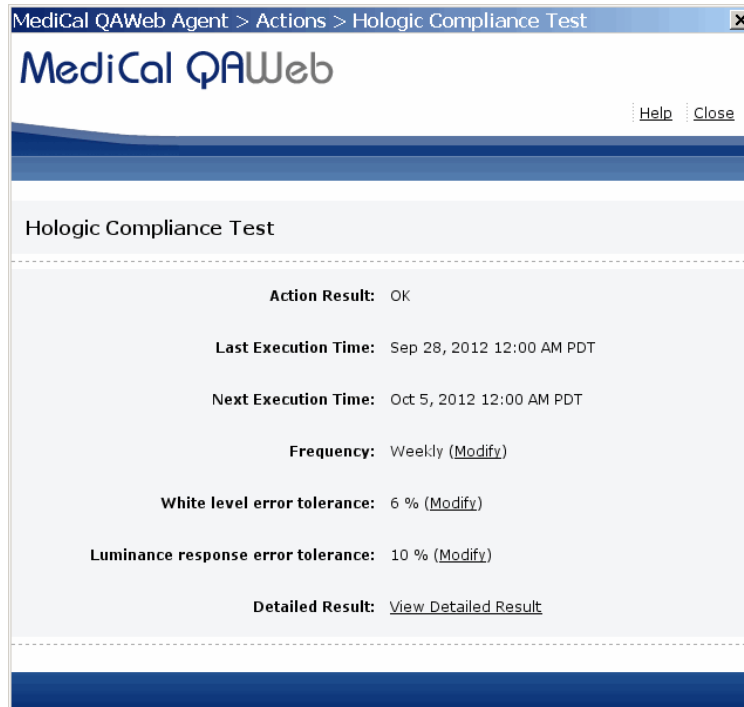 MediCal QAWeb Agent > Actions > Hologic Compliance Test
MediCal QAWeb
Help Close
Hologic Compliance Test
Action Result: OK
Last Execution Time: Sep 28, 2012 12:00 AM PDT
Next Execution Time: Oct 5, 2012 12:00 AM PDT
Frequency: Weekly (Modify)
White level error tolerance: 6 % (Modify)
Luminance response error tolerance: 10 % (Modify)
Detailed Result: View Detailed Result